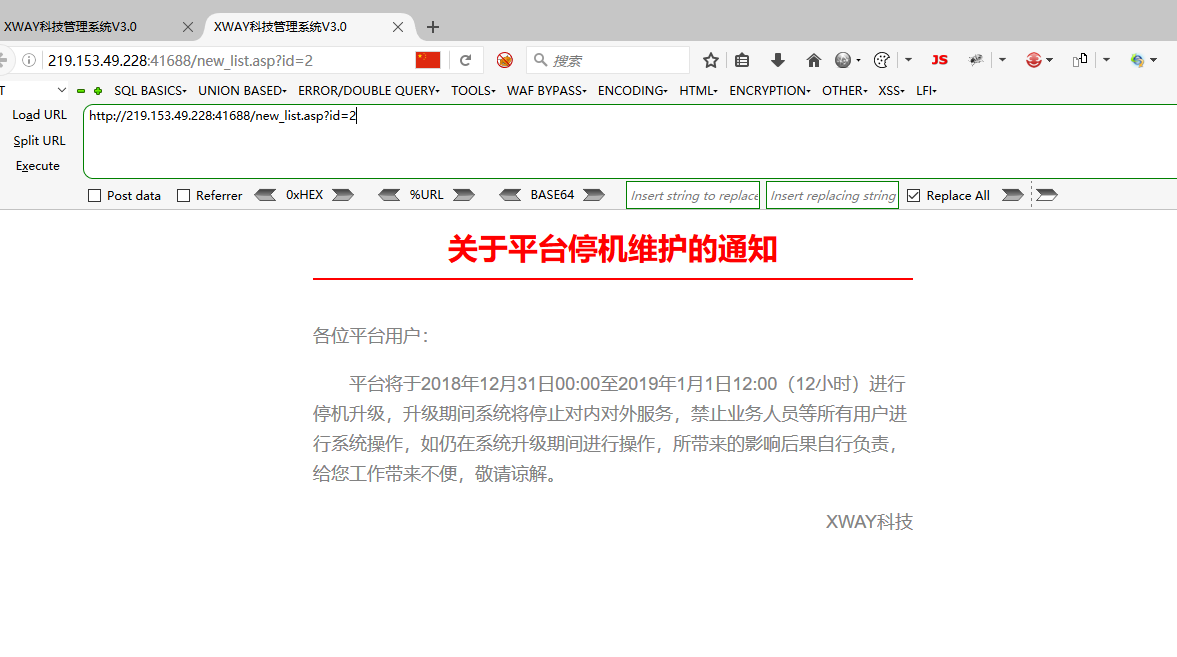 XWAY科技管理系统V3.0 XWAY科技管理系统V3.0
219.153.49.228:41688/new_list.asp?id=2 搜索 JS
T SQL BASICS UNION BASED ERROR/DOUBLE QUERY TOOLS WAF BYPASS ENCODING HTML ENCRYPTION OTHER XSS LFI
Load URL http://219.153.49.228:41688/new_list.asp?id=2
Split URL
Execute
Post data Referrer 0xHEX %URL BASE64 Insert string to replace Insert replacing string Replace All
关于平台停机维护的通知
各位平台用户：
平台将于2018年12月31日00:00至2019年1月1日12:00（12小时）进行
停机升级，升级期间系统将停止对内对外服务，禁止业务人员等所有用户进
行系统操作，如仍在系统升级期间进行操作，所带来的影响后果自行负责，
给您工作带来不便，敬请谅解。
XWAY科技